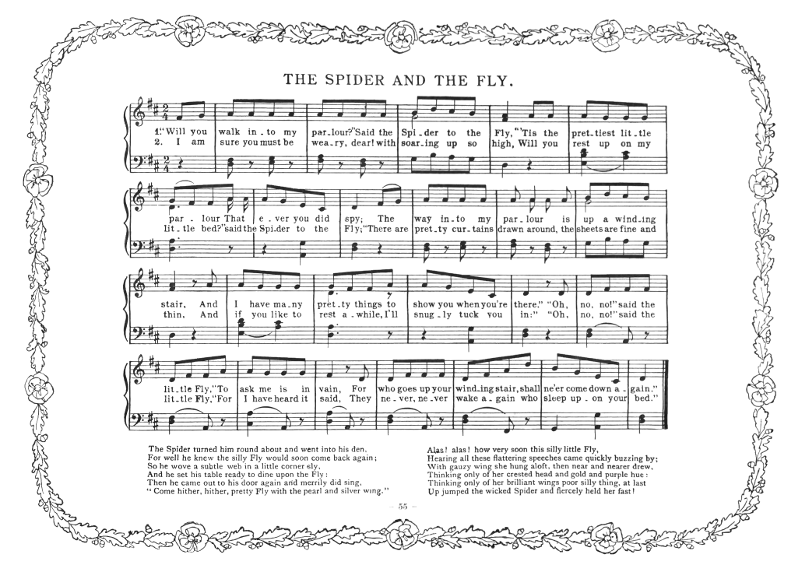 THE SPIDER AND THE FLY.
1. "Will you walk in - to my par - lour?" Said the Spi - der to the Fly, "'Tis the pret - tiest lit - tle
2. I am sure you must be wea - ry, dear! with soar - ing up so high, Will you rest up on my
par - lour That e - ver you did spy; The way in - to my par - lour is up a wind - ing
lit - tle bed?" said the Spi - der to the Fly; "There are pret - ty cur - tains drawn around, the sheets are fine and
stair, And I have ma - ny pret - ty things to show you when you're there." "Oh, no, no!" said the
thin, And if you like to rest a - while, I'll snug - ly tuck you in:" "Oh, no, no!" said the
lit - tle Fly, "To ask me is in vain, For who goes up your wind - ing stair, shall ne'er come down a - gain."
lit - tle Fly, "For I have heard it said, They ne - ver, ne - ver wake a - gain who sleep up - on your bed."
The Spider turned him round about and went into his den,
For well he knew the silly Fly would soon come back again;
So he wove a subtle web in a little corner sly,
And he set his table ready to dine upon the Fly:
Then he came out to his door again and merrily did sing,
"Come hither, hither, pretty Fly with the pearl and silver wing."
Alas! alas! how very soon this silly little Fly,
Hearing all these flattering speeches came quickly buzzing by;
With gauzy wing she hung aloft, then near and nearer drew,
Thinking only of her crested head and gold and purple hue:
Thinking only of her brilliant wings poor silly thing, at last
Up jumped the wicked Spider and fiercely held her fast!
- 55 -